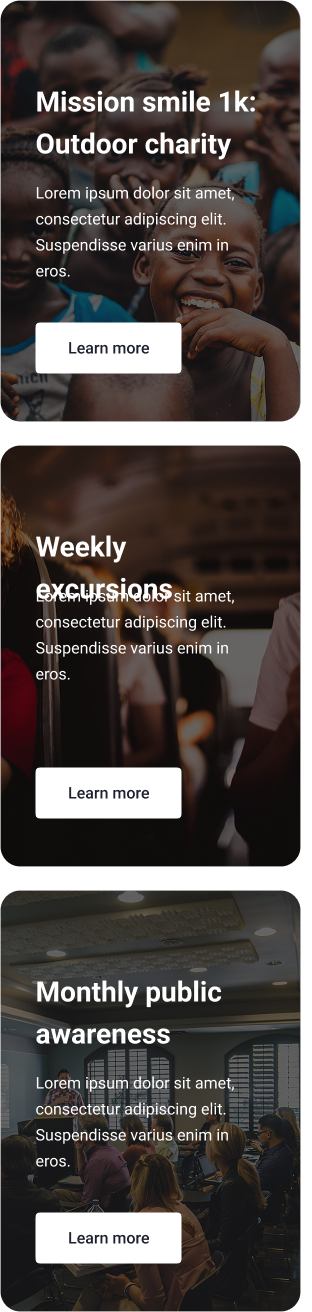 Mission smile 1k:
Outdoor charity
Lorem ipsum dolor sit amet,
consectetur adipiscing elit.
Suspendisse varius enim in
eros.
Learn more
Weekly
excursions
Lorem ipsum dolor sit amet,
consectetur adipiscing elit.
Suspendisse varius enim in
eros.
Learn more
Monthly public
awareness
Lorem ipsum dolor sit amet,
consectetur adipiscing elit.
Suspendisse varius enim in
eros.
Learn more